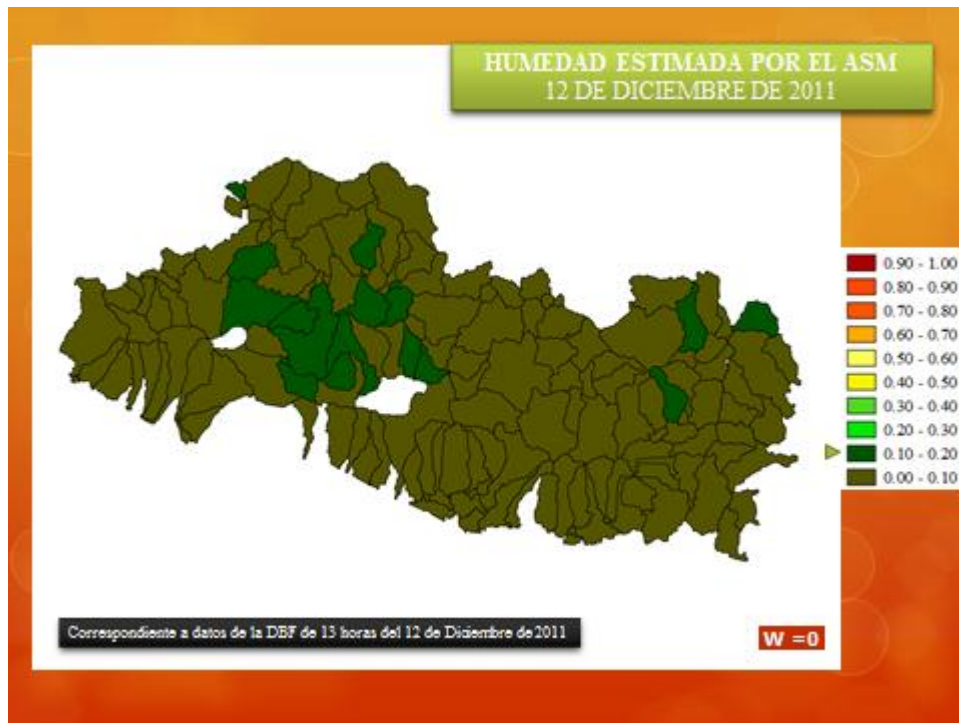 HUMEDAD ESTIMADA POR EL ASM
12 DE DICIEMBRE DE 2011
0.90 - 1.00
0.80 - 0.90
0.70 - 0.80
0.60 - 0.70
0.50 - 0.60
0.40 - 0.50
0.30 - 0.40
0.20 - 0.30
0.10 - 0.20
0.00 - 0.10
Correspondiente a datos de la DBF de 13 horas del 12 de Diciembre de 2011
W =0